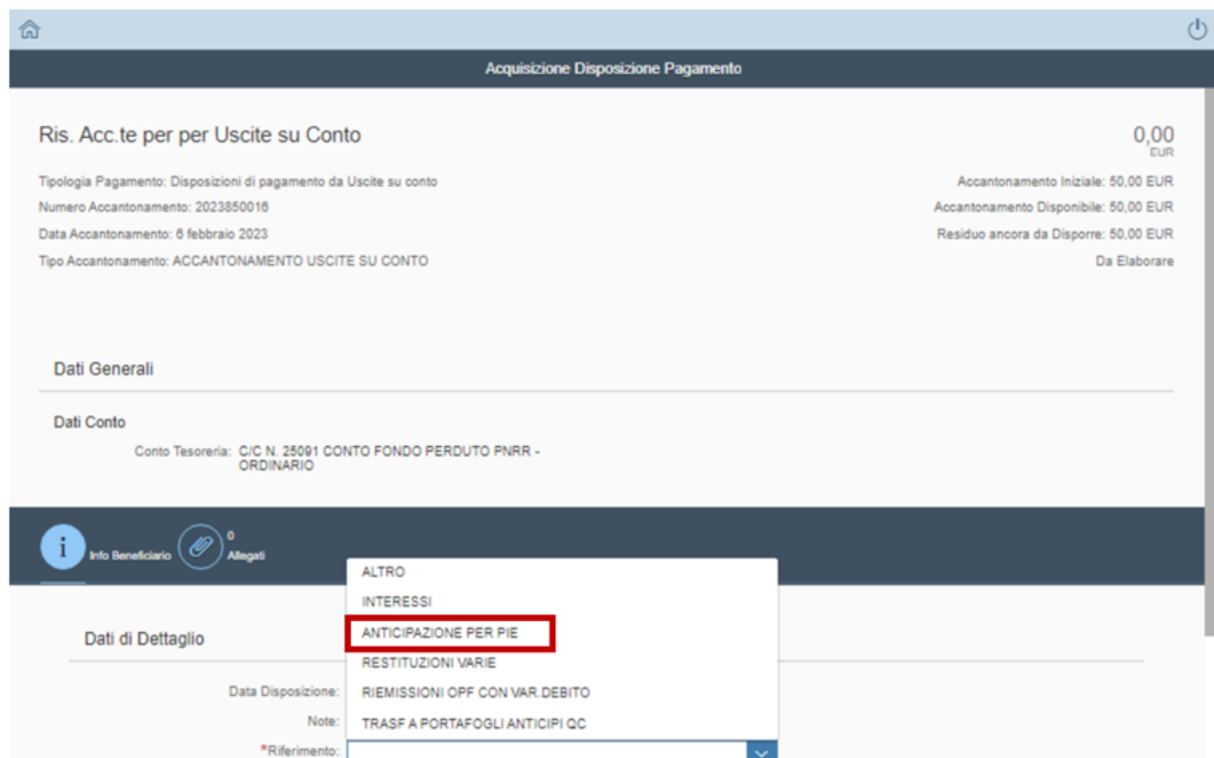 Acquisizione Disposizione Pagamento
Ris. Acc.te per per Uscite su Conto
0,00
EUR
Tipologia Pagamento: Disposizioni di pagamento da Uscite su conto
Accantonamento Iniziale: 50,00 EUR
Numero Accantonamento: 2023850016
Accantonamento Disponibile: 50,00 EUR
Data Accantonamento: 6 febbraio 2023
Residuo ancora da Disporre: 50,00 EUR
Tipo Accantonamento: ACCANTONAMENTO USCITE SU CONTO
Da Elaborare
Dati Generali
Dati Conto
Conto Tesoreria: C/C N. 25091 CONTO FONDO PERDUTO PNRR -
ORDINARIO
i
Info Beneficiario
0
Allegati
ALTRO
INTERESSI
ANTICIPAZIONE PER PIE
Dati di Dettaglio
RESTITUZIONI VARIE
Data Disposizione:
RIEMISSIONI OPF CON VAR.DEBITO
Note:
TRASF A PORTAFOGLI ANTICIPI QC
*Riferimento: